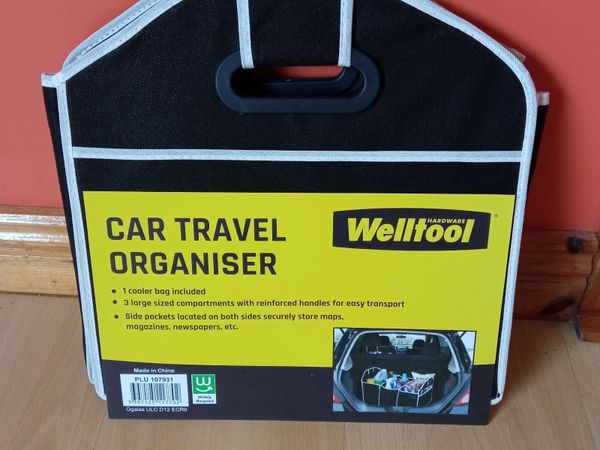 CAR TRAVEL
ORGANISER
HARDWARE
Welltool
®
• 1 cooler bag included
• 3 large sized compartments with reinforced handles for easy transport
• Side pockets located on both sides securely store maps,
magazines, newspapers, etc.
Made in China
PLU 107931
Widely
Recycled
Ogalas ULC D12 ECR9